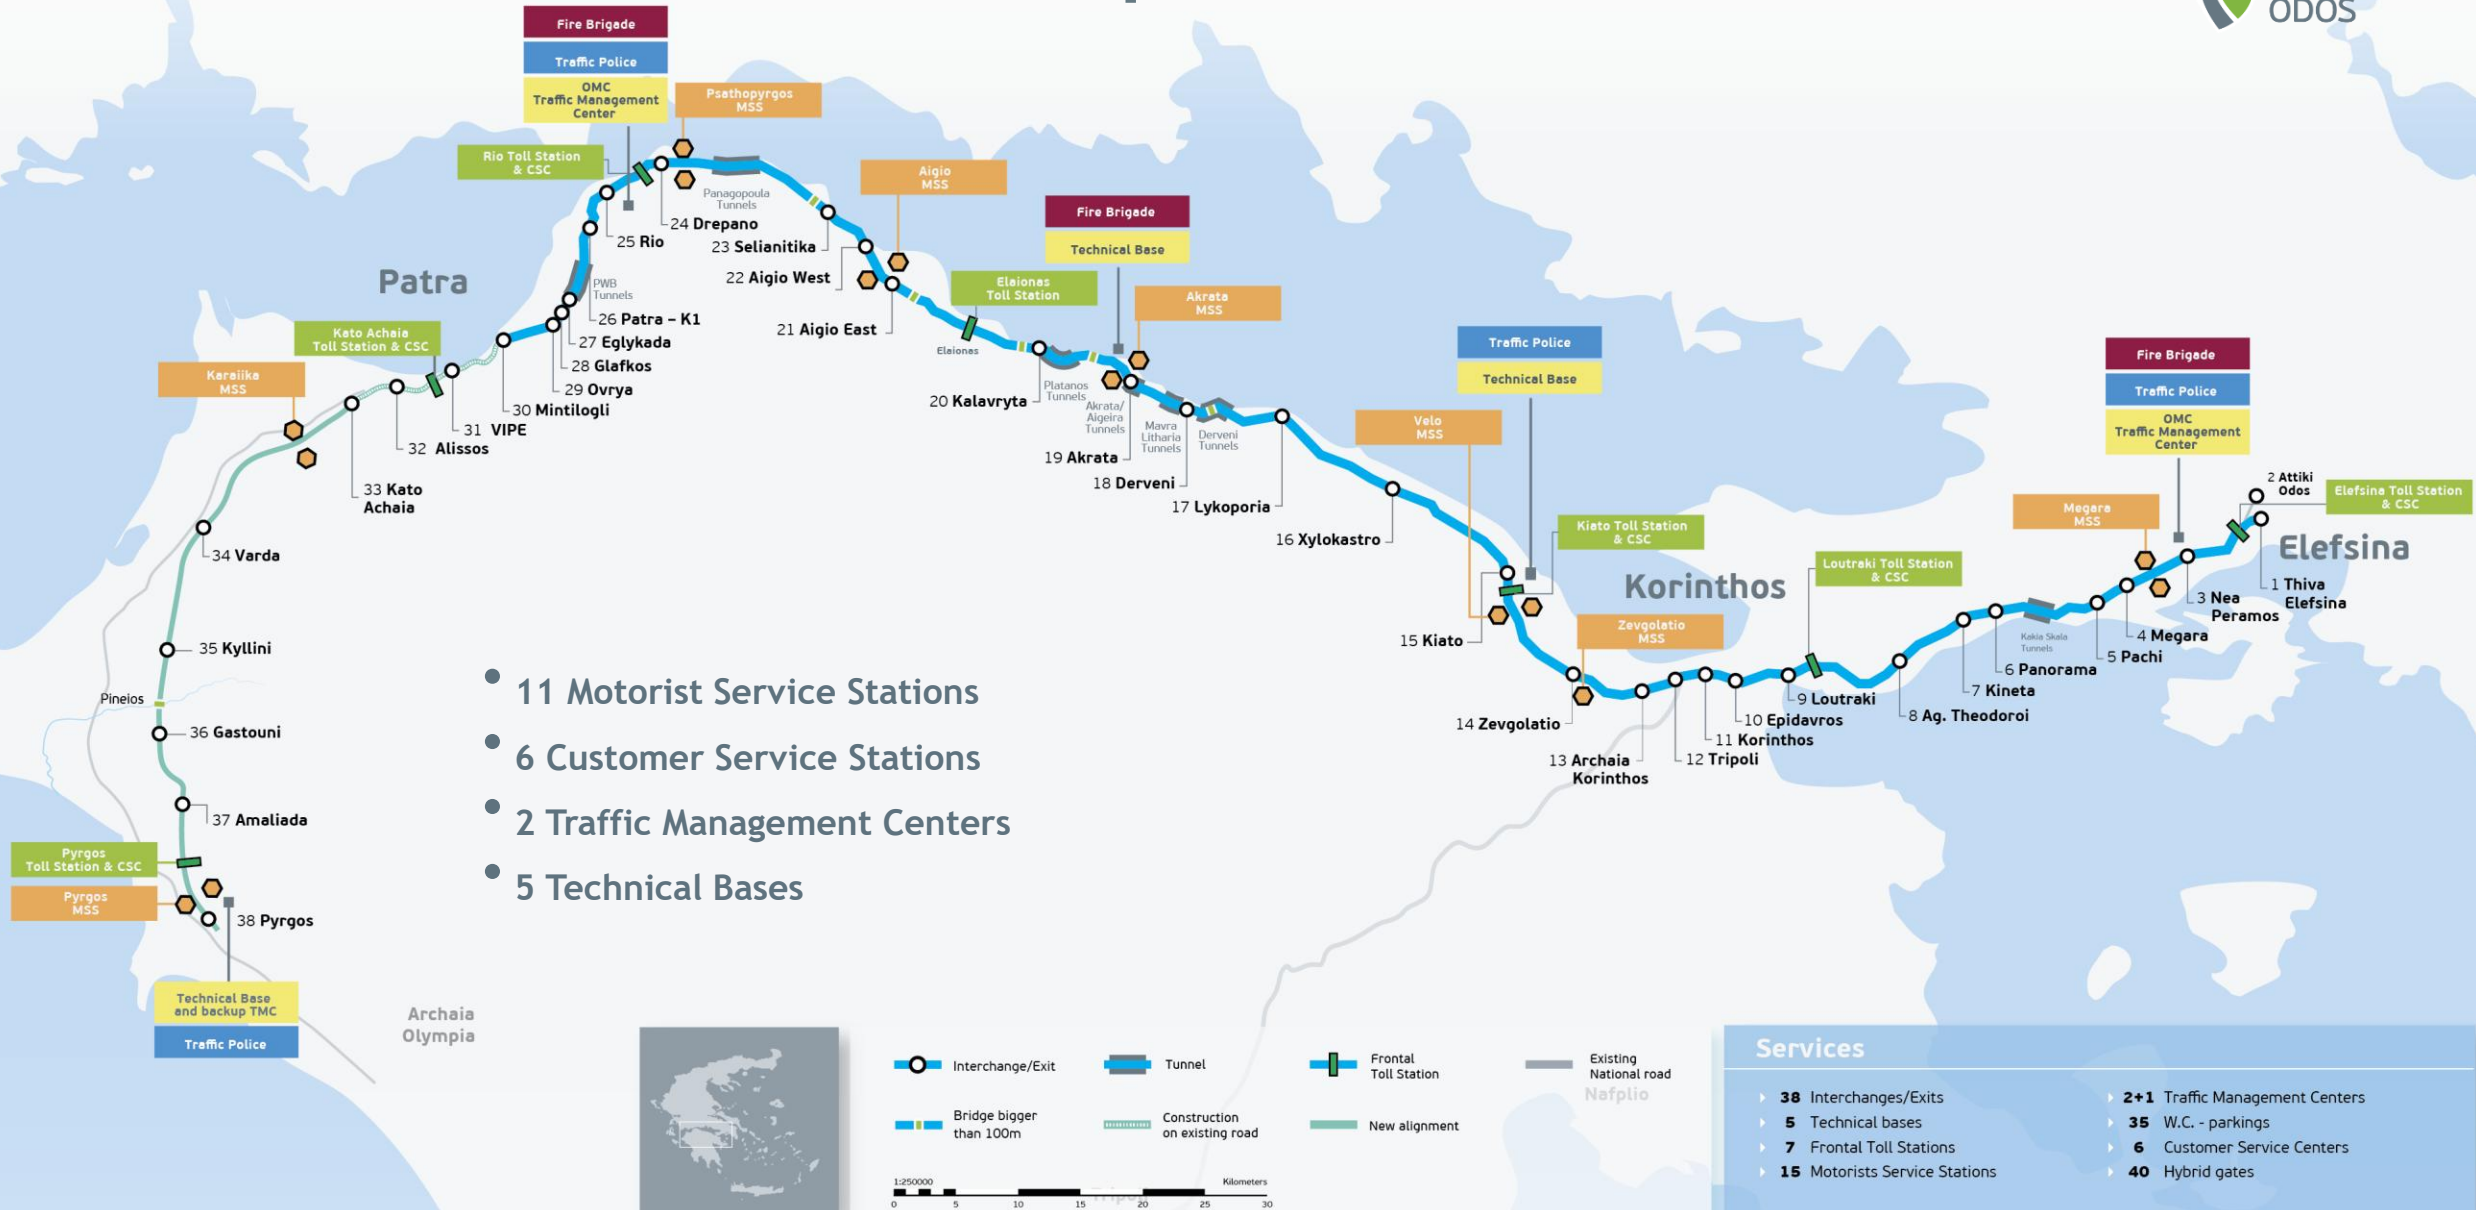 ODOS
Fire Brigade
Traffic Police
OMC
Traffic Management
Center
Psathopyrgos
MSS
Rio Toll Station
& CSC
Panagopoula
Tunnels
24 Drepano
25 Rio
23 Selianitika
22 Aigio West
21 Aigio East
Aigio
MSS
Fire Brigade
Technical Base
Elaionas
Toll Station
Akrata
MSS
Patra
PWB
Tunnels
26 Patra – K1
27 Eglykada
28 Glafkos
29 Ovrya
30 Mintilogli
31 VIPE
32 Alissos
33 Kato
Achaia
Kato Achaia
Toll Station & CSC
Karaiika
MSS
34 Varda
35 Kyllini
Pineios
36 Gastouni
37 Amaliada
Pyrgos
Toll Station & CSC
Pyrgos
MSS
38 Pyrgos
Technical Base
and backup TMC
Traffic Police
Archaia
Olympia
Elaionas
20 Kalavryta
Platanos
Tunnels
Akrata/
Aigeira
Tunnels
Mavra
Litharia
Tunnels
Derveni
Tunnels
19 Akrata
18 Derveni
17 Lykoporia
16 Xylokastro
Traffic Police
Technical Base
Velo
MSS
Kiato Toll Station
& CSC
15 Kiato
Korinthos
Zevgolatio
MSS
14 Zevgolatio
13 Archaia
Korinthos
12 Tripoli
11 Korinthos
10 Epidavros
9 Loutraki
Loutraki Toll Station
& CSC
8 Ag. Theodoroi
7 Kineta
6 Panorama
Kakia Skala
Tunnels
5 Pachi
4 Megara
3 Nea
Peramos
Megara
MSS
Fire Brigade
Traffic Police
OMC
Traffic Management
Center
2 Attiki
Odos
Elefsina Toll Station
& CSC
Elefsina
1 Thiva
Elefsina
• 11 Motorist Service Stations
• 6 Customer Service Stations
• 2 Traffic Management Centers
• 5 Technical Bases
Interchange/Exit
Tunnel
Frontal
Toll Station
Existing
National road
Nafplio
Bridge bigger
than 100m
Construction
on existing road
New alignment
1:250000
Kilometers
0 5 10 15 20 25 30
Services
38 Interchanges/Exits
5 Technical bases
7 Frontal Toll Stations
15 Motorists Service Stations
2+1 Traffic Management Centers
35 W.C. - parkings
6 Customer Service Centers
40 Hybrid gates